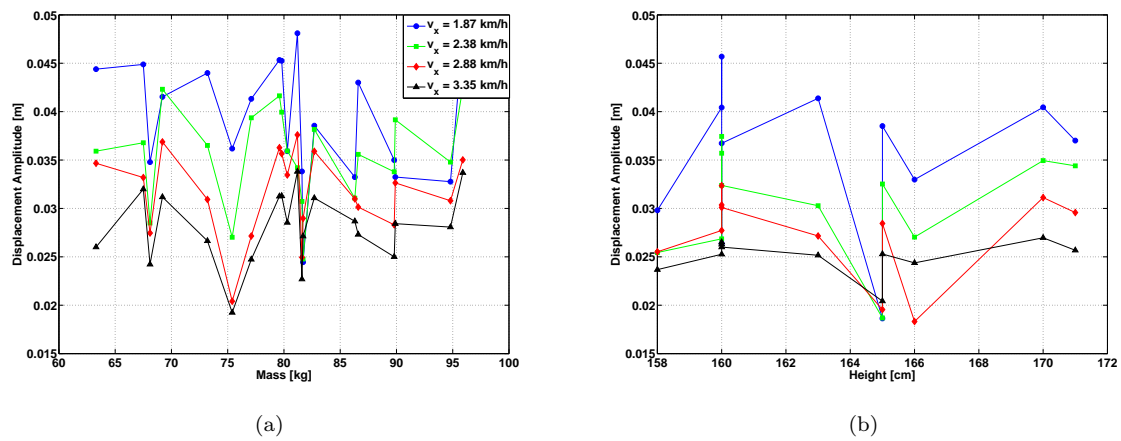 0.05
0.045
0.04
0.035
0.03
0.025
0.02
0.015
Displacement Amplitude [m]
60 65 70 75 80 85 90 95 100
Mass [kg]
v_x = 1.87 km/h
v_x = 2.38 km/h
v_x = 2.88 km/h
v_x = 3.35 km/h
(a)
0.05
0.045
0.04
0.035
0.03
0.025
0.02
0.015
Displacement Amplitude [m]
158 160 162 164 166 168 170 172
Height [cm]
(b)